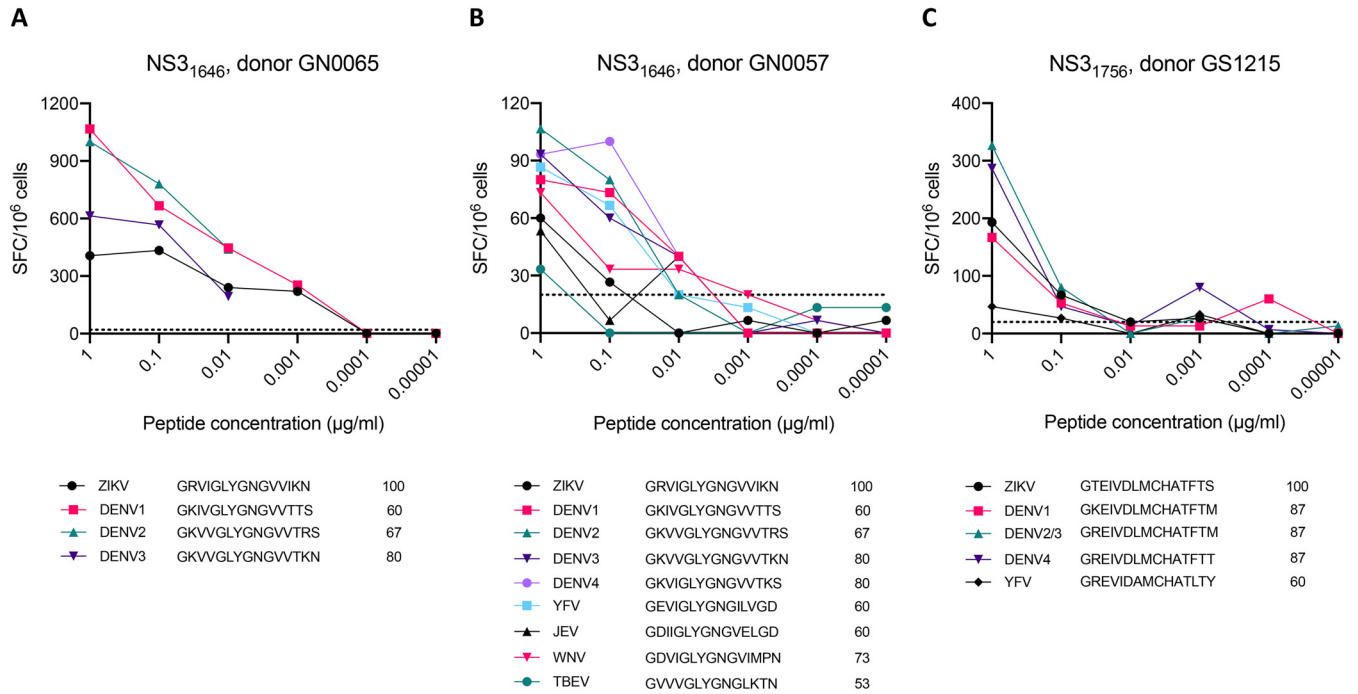 A
NS3₁₆₄₆, donor GN0065
SFC/10⁶ cells
1200
900
600
300
0
1
0.1
0.01
0.001
0.0001
0.00001
Peptide concentration (µg/ml)
ZIKV GRVIGLYGNGVVIKN 100
DENV1 GKIVGLYGNGVVTTS 60
DENV2 GKVVGLYGNGVVTRS 67
DENV3 GKVVGLYGNGVVTKN 80
B
NS3₁₆₄₆, donor GN0057
SFC/10⁶ cells
120
90
60
30
0
1
0.1
0.01
0.001
0.0001
0.00001
Peptide concentration (µg/ml)
ZIKV GRVIGLYGNGVVIKN 100
DENV1 GKIVGLYGNGVVTTS 60
DENV2 GKVVGLYGNGVVTRS 67
DENV3 GKVVGLYGNGVVTKN 80
DENV4 GKVIGLYGNGVVTKS 80
YFV GEVIGLYGNGILVGD 60
JEV GDIIGLYGNGVELGD 60
WNV GDVIGLYGNGVIMPN 73
TBEV GVVVGLYGNGLKTN 53
C
NS3₁₇₅₆, donor GS1215
SFC/10⁶ cells
400
300
200
100
0
1
0.1
0.01
0.001
0.0001
0.00001
Peptide concentration (µg/ml)
ZIKV GTEIVDLMCHATFTS 100
DENV1 GKEIVDLMCHATFTM 87
DENV2/3 GREIVDLMCHATFTM 87
DENV4 GREIVDLMCHATFTT 87
YFV GREVIDAMCHATLTY 60